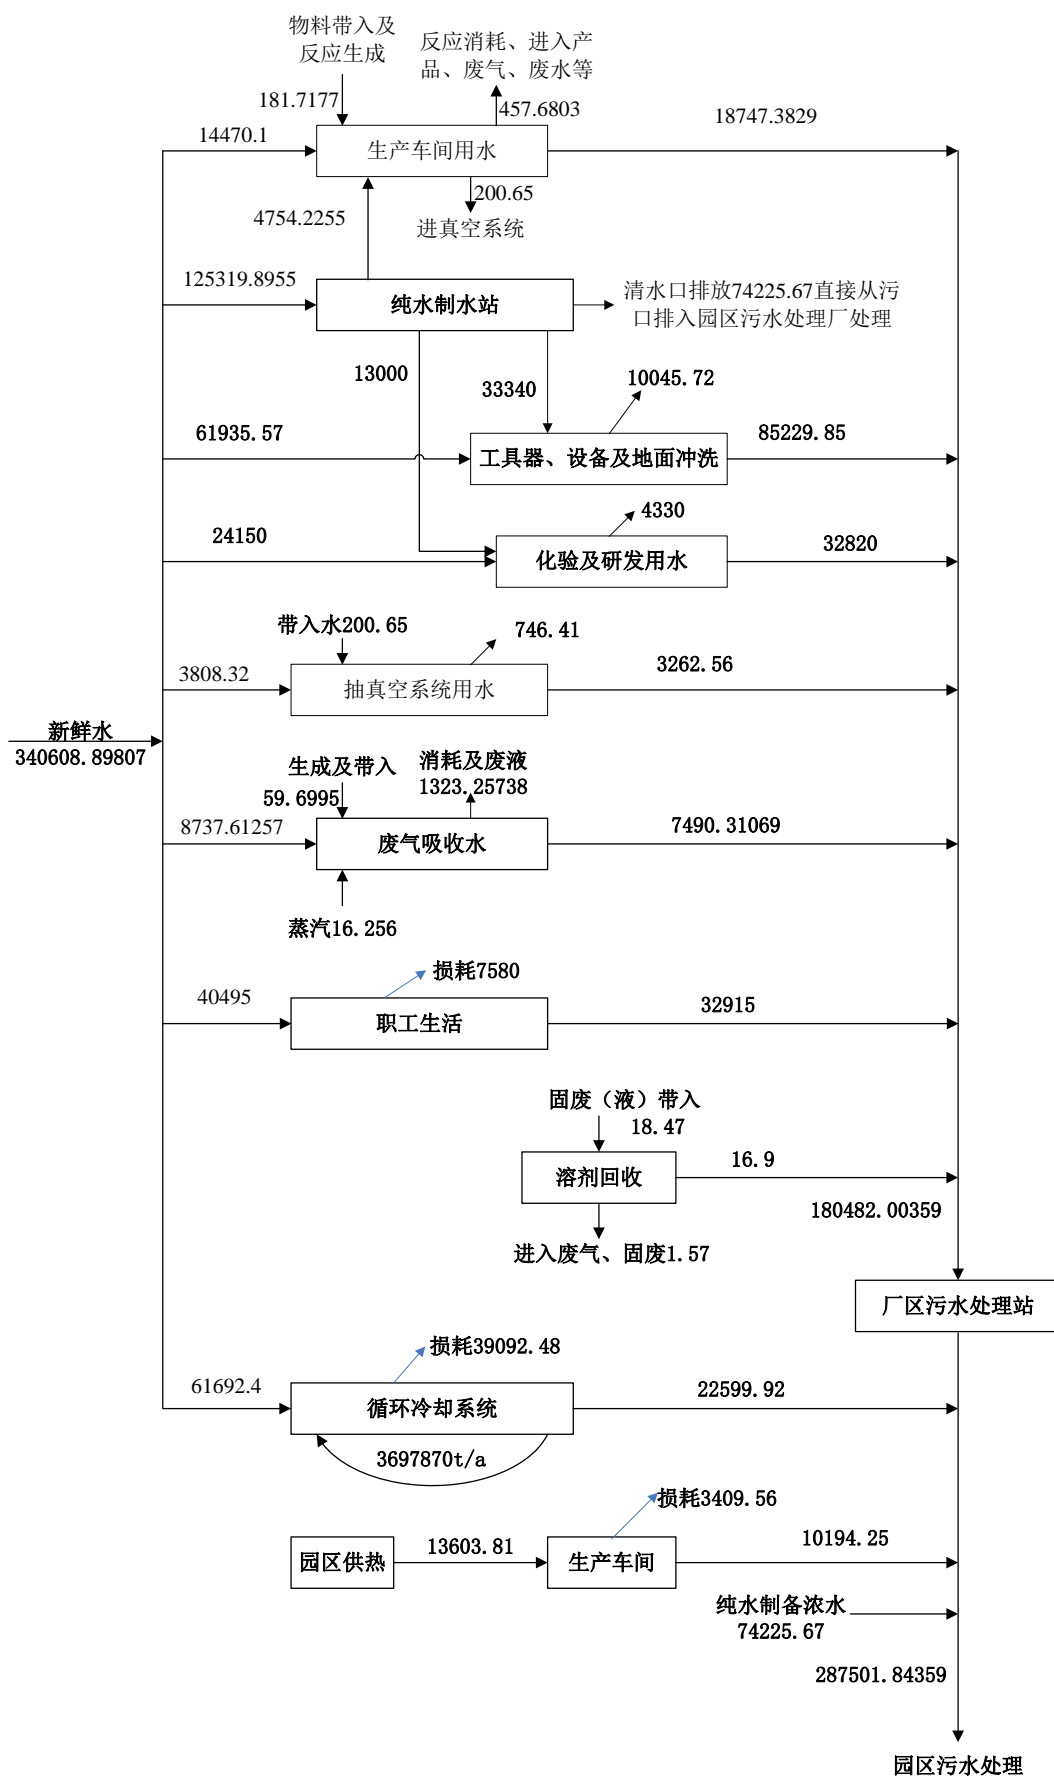 物料带入及
反应生成
反应消耗、进入产
品、废气、废水等
181.7177
457.6803
18747.3829
14470.1
生产车间用水
200.65
4754.2255
进真空系统
125319.8955
纯水制水站
清水口排放74225.67直接从污
口排入园区污水处理厂处理
13000
33340
10045.72
61935.57
85229.85
工具器、设备及地面冲洗
4330
24150
32820
化验及研发用水
带入水200.65
746.41
3808.32
3262.56
抽真空系统用水
新鲜水
340608.89807
生成及带入
59.6995
消耗及废液
1323.25738
8737.61257
7490.31069
废气吸收水
蒸汽16.256
损耗7580
40495
32915
职工生活
固废（液）带入
18.47
16.9
溶剂回收
180482.00359
进入废气、固废1.57
厂区污水处理站
损耗39092.48
61692.4
22599.92
循环冷却系统
3697870t/a
损耗3409.56
13603.81
10194.25
园区供热
生产车间
纯水制备浓水
74225.67
287501.84359
园区污水处理